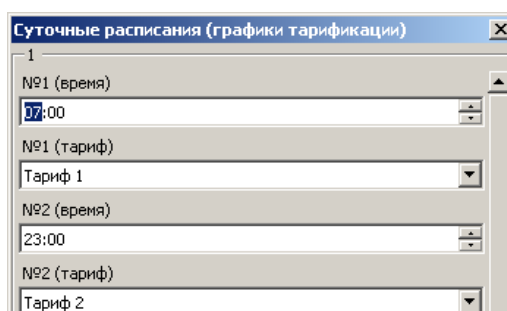 Суточные расписания (графики тарификации)
1
№1 (время)
07:00
№1 (тариф)
Тариф 1
№2 (время)
23:00
№2 (тариф)
Тариф 2